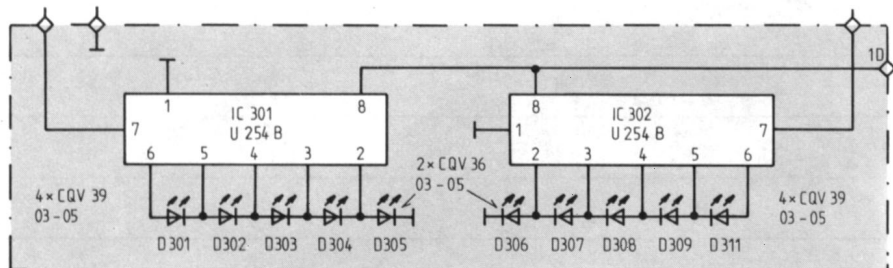 1D
1
8
IC 301
U 254 B
7
6 5 4 3 2
8
1
IC 302
U 254 B
7
2 3 4 5 6
2× CQV 36
03-05
4× CQV 39
03-05
4× CQV 39
03-05
D301 D302 D303 D304 D305
D306 D307 D308 D309 D311